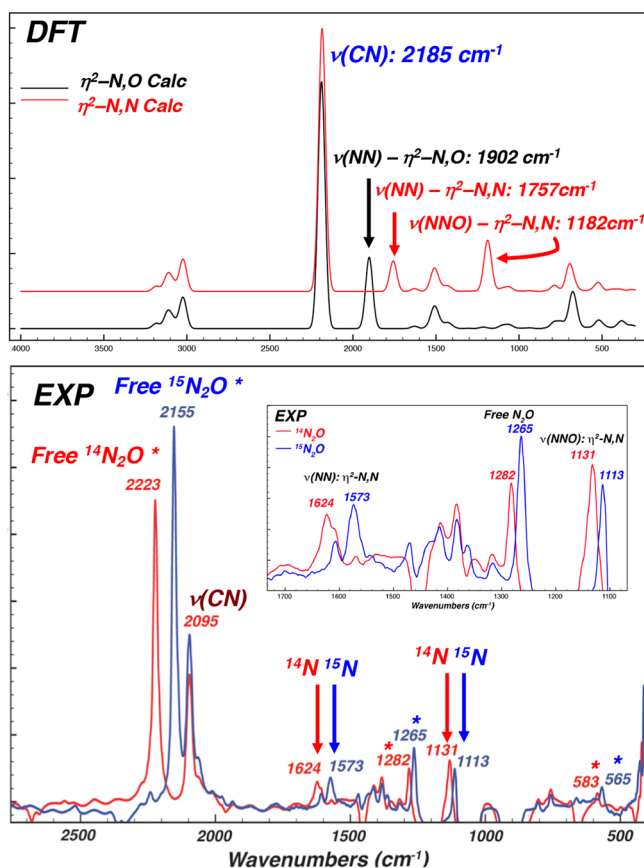 DFT
ν(CN): 2185 cm⁻¹
η²–N,O Calc
η²–N,N Calc
ν(NN) – η²–N,O: 1902 cm⁻¹
ν(NN) – η²–N,N: 1757cm⁻¹
ν(NNO) – η²–N,N: 1182cm⁻¹
4000 3500 3000 2500 2000 1500 1000 500
EXP
Free ¹⁵N₂O *
2155
Free ¹⁴N₂O *
2223
ν(CN)
2095
EXP
¹⁴N₂O
¹⁵N₂O
Free N₂O
1265
ν(NNO): η²-N,N
1131
1113
1282
ν(NN): η²-N,N
1624
1573
1700 1600 1500 1400 1300 1200 1100
Wavenumbers (cm⁻¹)
¹⁴N ¹⁵N
¹⁴N ¹⁵N
1624 1573
* 1282
* 1265
1131 1113
* 583
* 565
2500 2000 1500 1000 500
Wavenumbers (cm⁻¹)